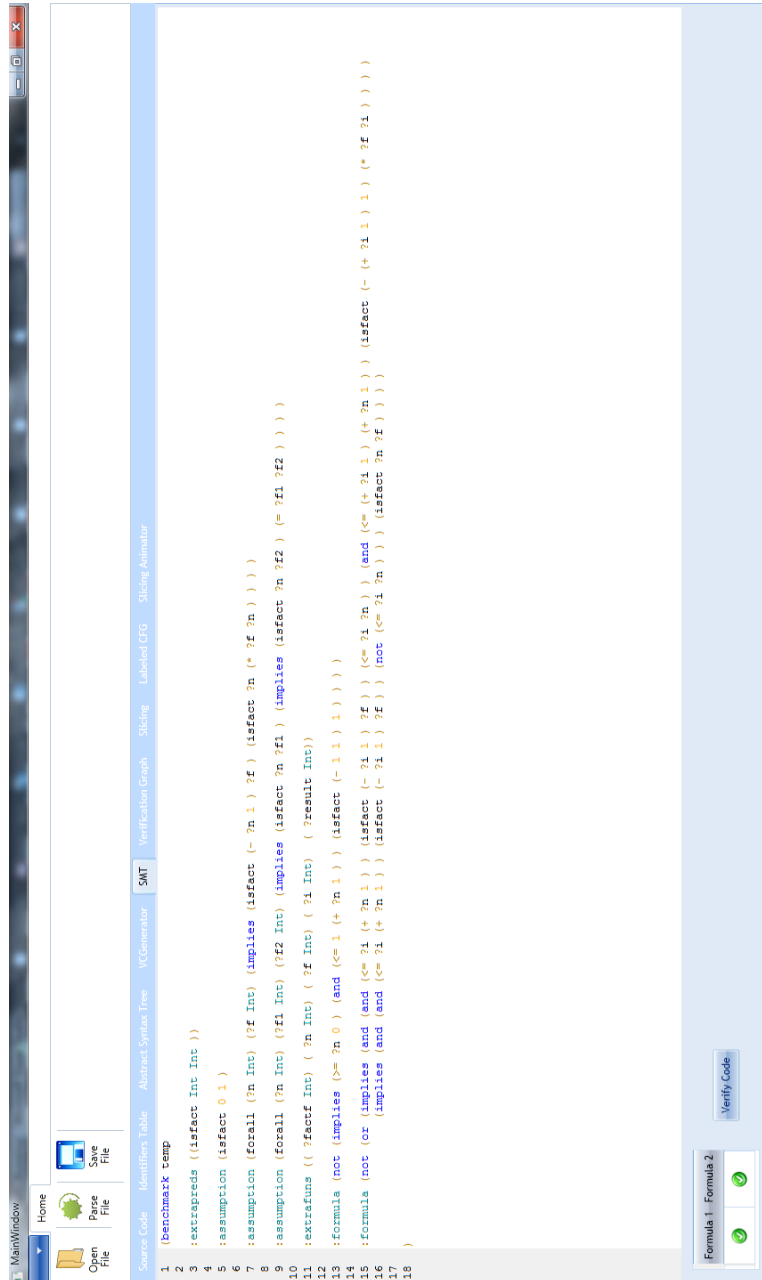 MainWindow
Home
Open File
Parse File
Save File
Source Code Identifiers Table Abstract Syntax Tree VCGenerator SMT Verification Graph Slicing Labeled CFG Slicing Animator
1 (benchmark temp
2
3 :extrapreds ((isfact Int Int ))
4
5 :assumption (isfact 0 1 )
6
7 :assumption (forall (?n Int) (?f Int) (implies (isfact (- ?n 1 ) ?f ) (isfact ?n (* ?f ?n ) ) ) )
8
9 :assumption (forall (?n Int) (?f1 Int) (?f2 Int) (implies (isfact ?n ?f1 ) (implies (isfact ?n ?f2 ) (= ?f1 ?f2 ) ) ) )
10
11 :extrafuns (( ?factf Int) ( ?n Int) ( ?f Int) ( ?i Int) ( ?result Int))
12
13 :formula (not (implies (>= ?n 0 ) (and (<= 1 (+ ?n 1 ) ) (isfact (- 1 1 ) 1 ) ) ) )
14
15 :formula (not (or (implies (and (and (<= ?i (+ ?n 1 ) ) (isfact (- ?i 1 ) ?f ) ) (<= ?i ?n ) ) (and (<= (+ ?i 1 ) (+ ?n 1 ) ) (isfact (- (+ ?i 1 ) 1 ) (* ?f ?i ) ) ) )
16 (implies (and (and (<= ?i (+ ?n 1 ) ) (isfact (- ?i 1 ) ?f ) ) (not (<= ?i ?n ) ) ) (isfact ?n ?f ) ) ) )
17
18 )
Formula 1 Formula 2
Verify Code